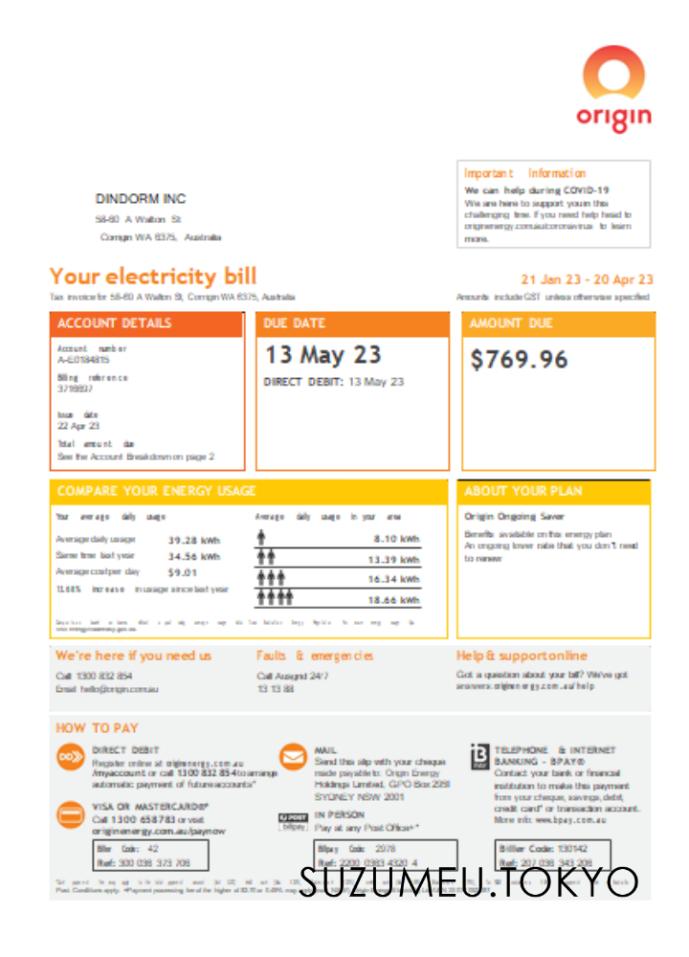 origin
Important Information
We can help during COVID-19
We are here to support you in this
challenging time. If you need help head to
originenergy.com.au/coronavirus to learn
more.
DINDORM INC
58-60 A Walton St
Corrigin WA 6375, Australia
Your electricity bill
21 Jan 23 - 20 Apr 23
Tax invoice for 58-60 A Walton St, Corrigin WA 6375, Australia
Amounts include GST unless otherwise specified
ACCOUNT DETAILS
Account number
A-E0184815
Billing reference
3716697
Issue date
22 Apr 23
Total amount due
See the Account Breakdown on page 2
DUE DATE
13 May 23
DIRECT DEBIT: 13 May 23
AMOUNT DUE
$769.96
COMPARE YOUR ENERGY USAGE
Your average daily usage
Average daily usage 39.28 kWh
Same time last year 34.56 kWh
Average cost per day $9.01
13.68% increase in usage since last year
Average daily usage in your area
8.10 kWh
13.39 kWh
16.34 kWh
18.66 kWh
ABOUT YOUR PLAN
Origin Ongoing Saver
Benefits available on this energy plan
An ongoing lower rate that you don't need
to renew
We're here if you need us
Call 1300 832 854
Email hello@origin.com.au
Faults & emergencies
Call Ausgrid 24/7
13 13 88
Help & support online
Got a question about your bill? We've got
answers.originenergy.com.au/help
HOW TO PAY
DIRECT DEBIT
Register online at originenergy.com.au
/myaccount or call 1300 832 854 to arrange
automatic payment of future accounts*
VISA OR MASTERCARD®*
Call 1300 658 783 or visit
originenergy.com.au/paynow
Biller Code: 42
Ref: 300 036 373 706
MAIL
Send this slip with your cheque
made payable to: Origin Energy
Holdings Limited, GPO Box
SYDNEY NSW 2001
POST
billpay
IN PERSON
Pay at any Post Office+*
Billpay Code: 2978
Ref: 2200 0363 4320 4
B
PAY
TELEPHONE & INTERNET
BANKING - BPAY®
Contact your bank or financial
institution to make this payment
from your cheque, savings, debt,
credit card* or transaction account.
More info: www.bpay.com.au
Biller Code: 130142
Ref: 207 036 343 206
SUZUMEU.TOKYO